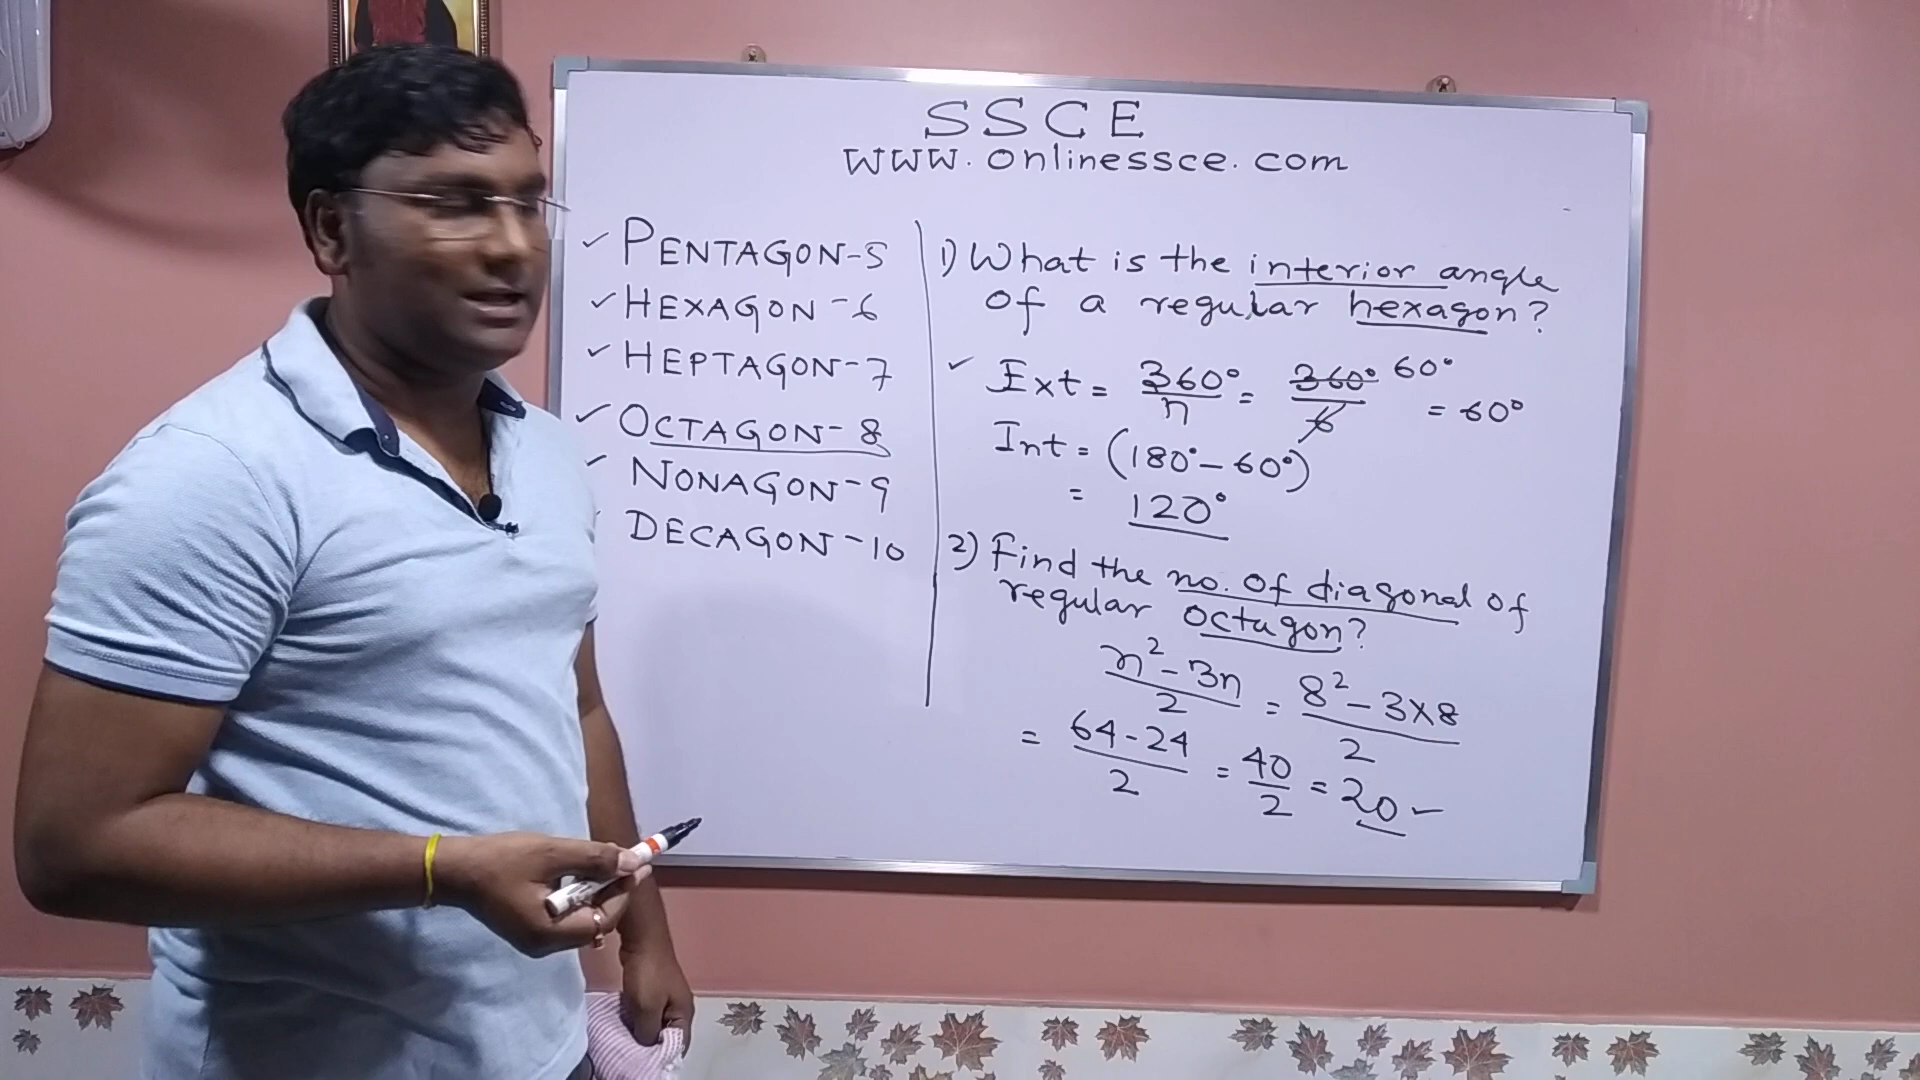 SSCE
www.onlinessce.com
✓ PENTAGON-5
✓ HEXAGON-6
✓ HEPTAGON-7
✓ OCTAGON-8
✓ NONAGON-9
DECAGON-10
1) What is the interior angle
of a regular hexagon?
✓ Ext = 360°/n = 360°/6 60° = 60°
Int = (180°-60°)
= 120°
2) Find the no. of diagonal of
regular octagon?
n²-3n/2 = 8²-3×8/2
= 64-24/2 = 40/2 = 20 ✓